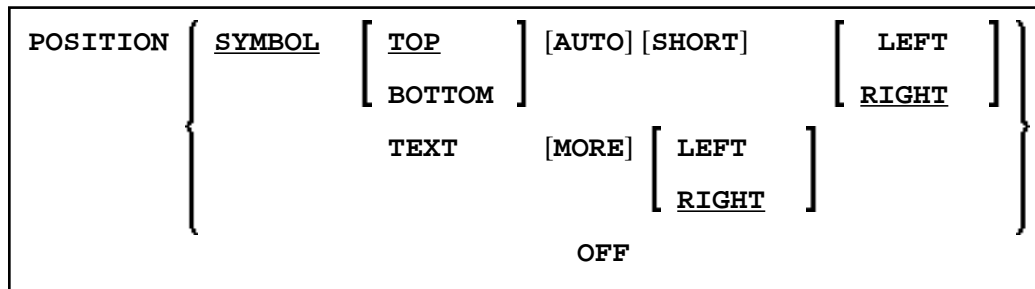 POSITION SYMBOL TOP [AUTO] [SHORT] LEFT
BOTTOM RIGHT
TEXT [MORE] LEFT
RIGHT
OFF